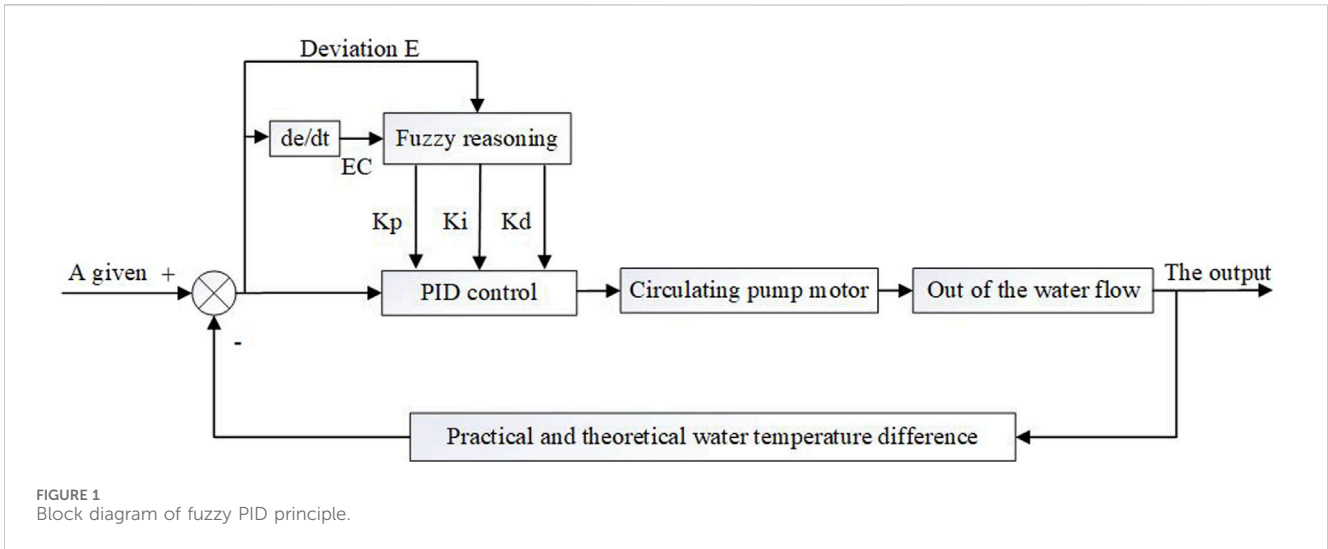 Deviation E
de/dt
EC
Fuzzy reasoning
Kp
Ki
Kd
A given +
-
PID control
Circulating pump motor
Out of the water flow
The output
Practical and theoretical water temperature difference
FIGURE 1
Block diagram of fuzzy PID principle.